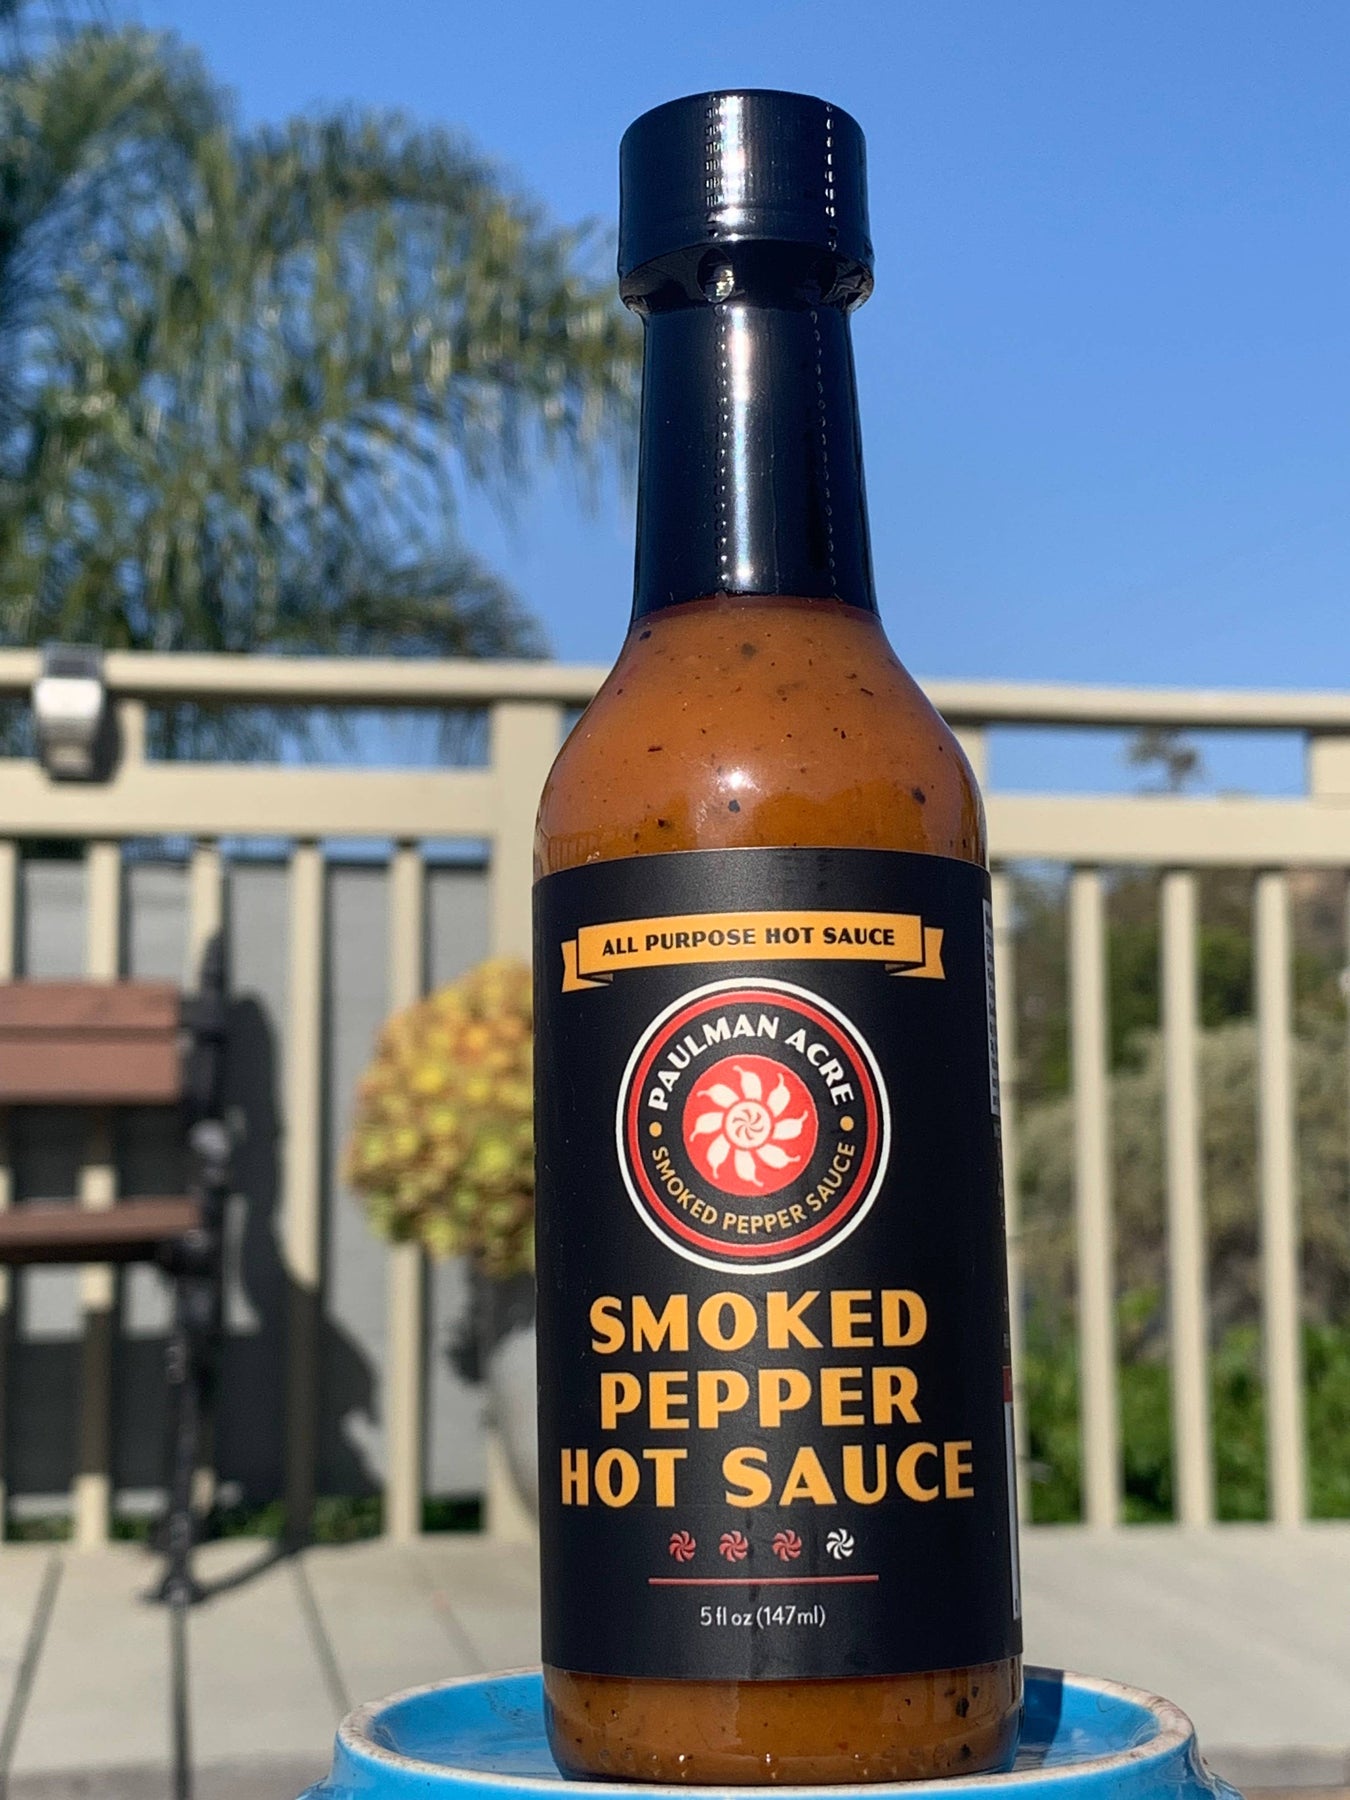 ALL PURPOSE HOT SAUCE
PAULMAN ACRE
SMOKED PEPPER SAUCE
SMOKED
PEPPER
HOT SAUCE
5 fl oz (147ml)